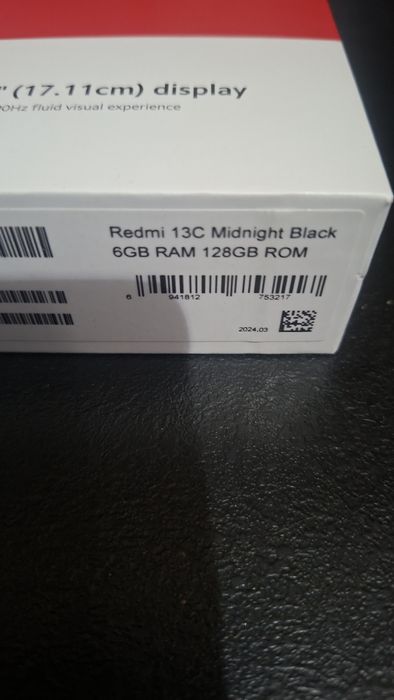 " (17.11cm) display
0Hz fluid visual experience
Redmi 13C Midnight Black
6GB RAM 128GB ROM
6 941812 753217
2024.03